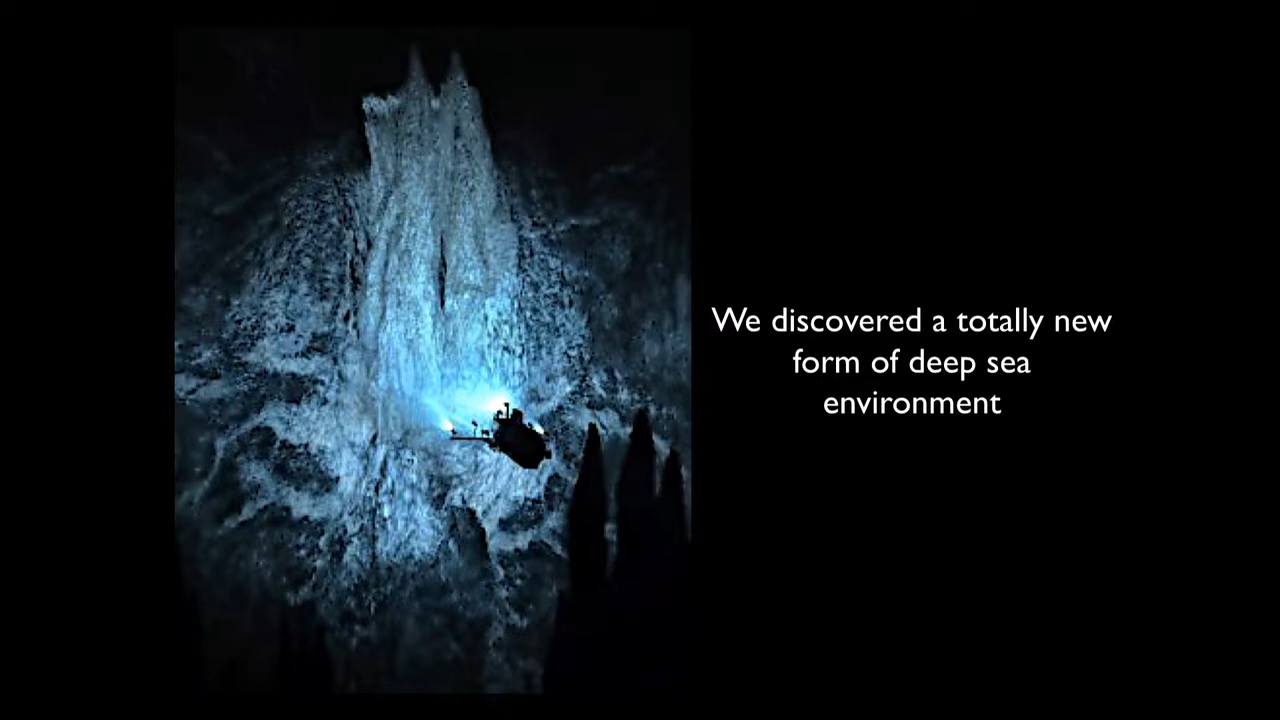 We discovered a totally new
form of deep sea
environment